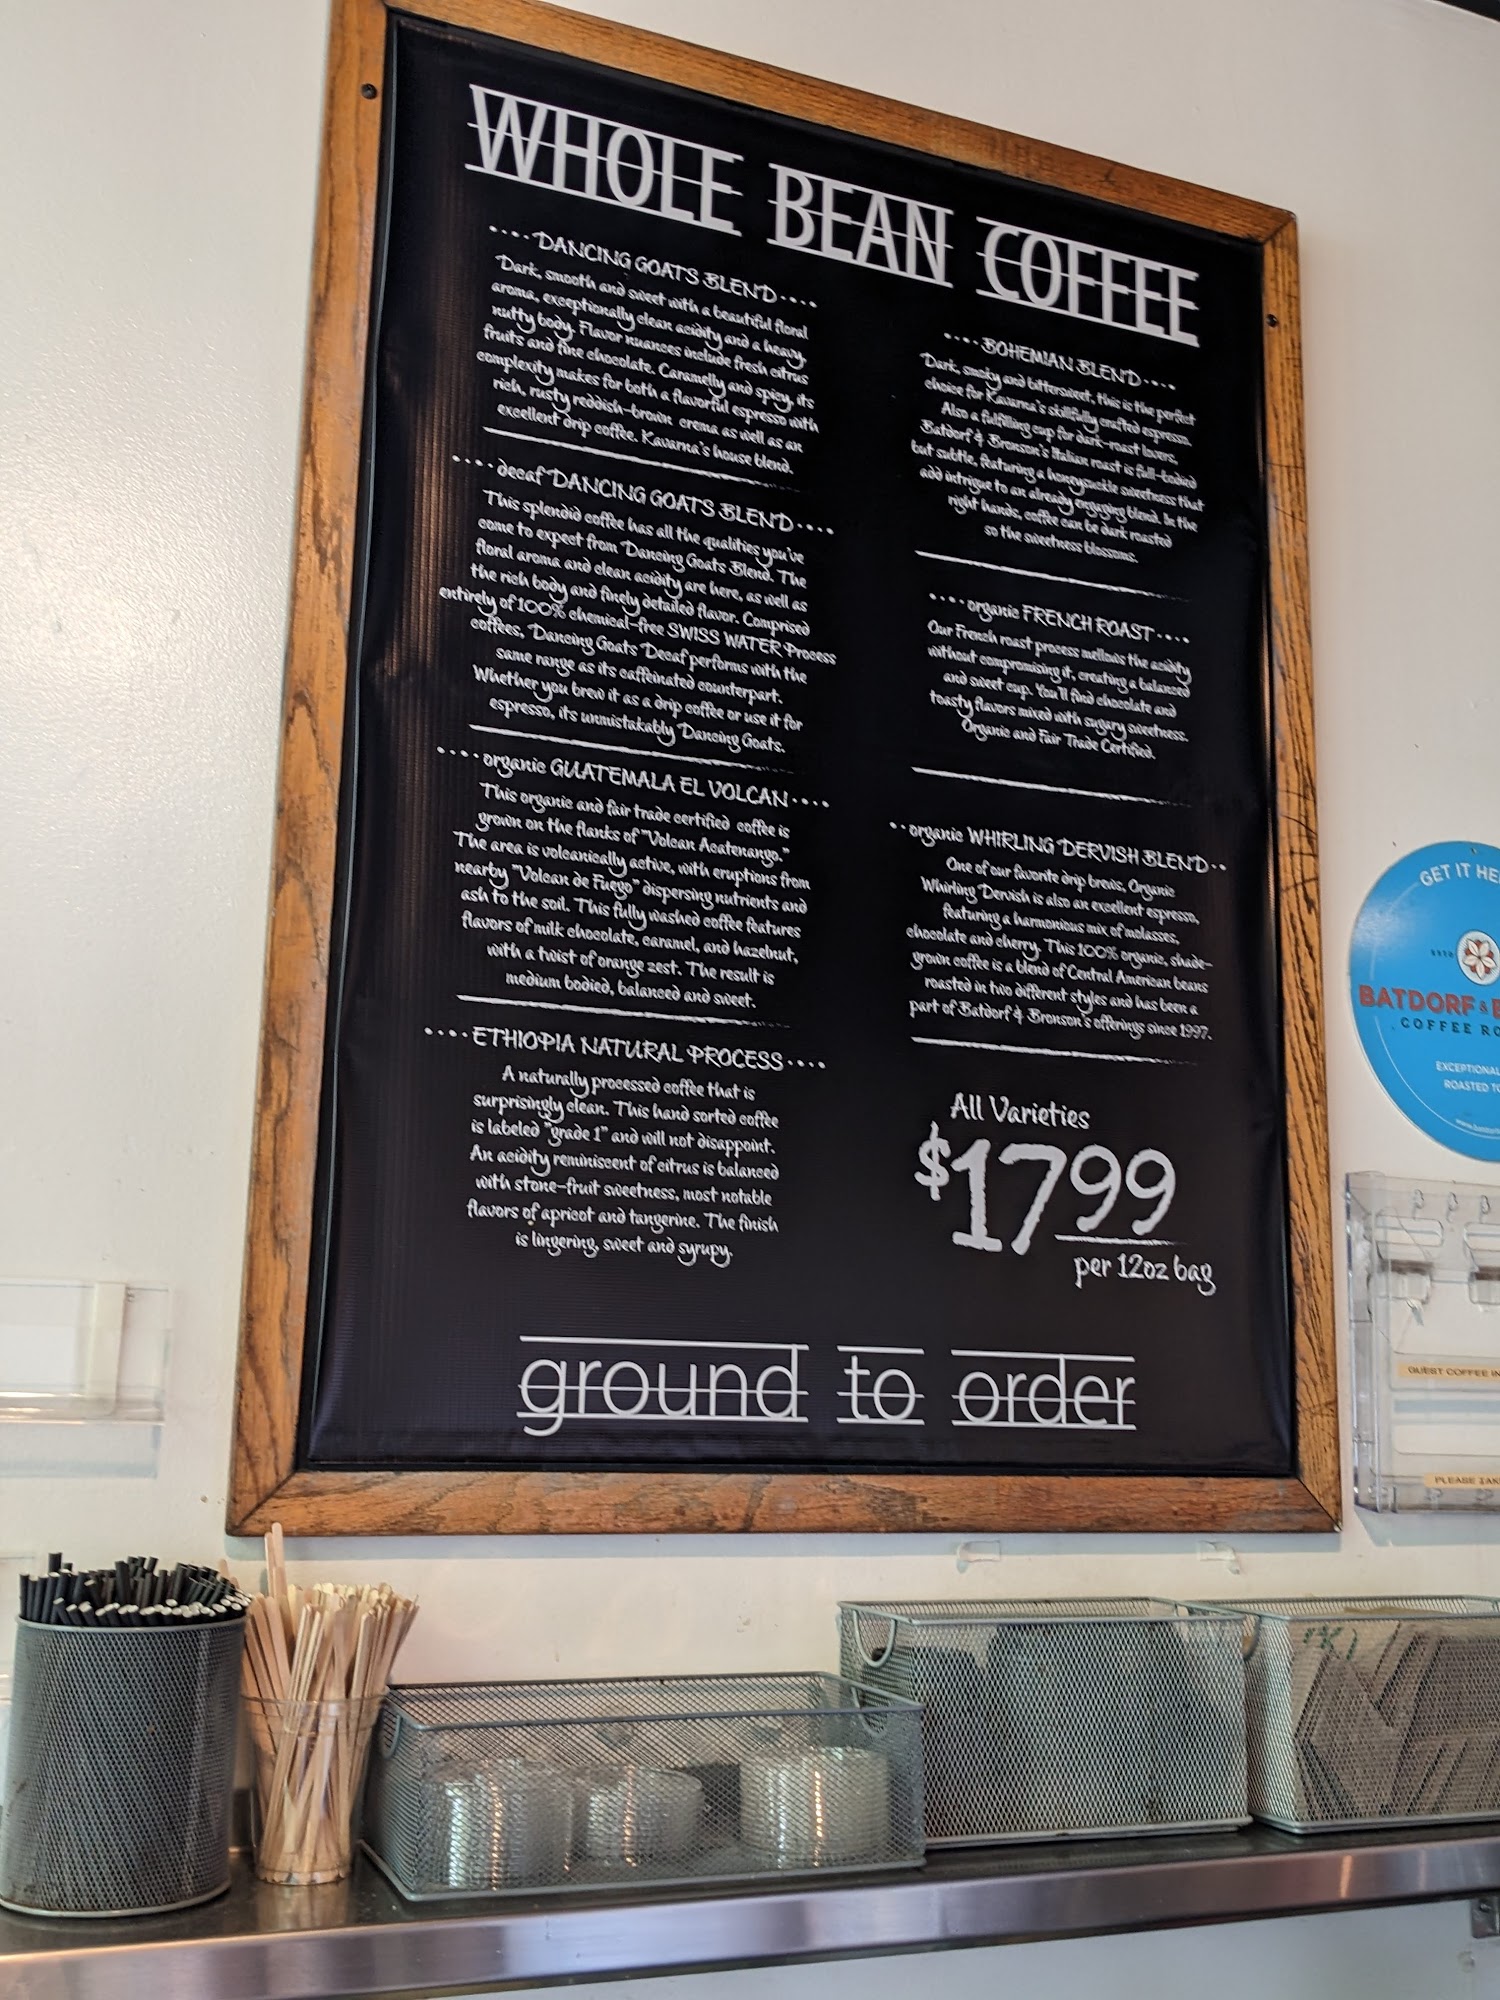 WHOLE BEAN COFFEE
····DANCING GOATS BLEND····
Dark, smooth and sweet with a beautiful floral
aroma, exceptionally clean acidity and a heavy,
nutty body. Flavor nuances include fresh citrus
fruits and fine chocolate. Caramelly and spicy, its
complexity makes for both a flavorful espresso with
rich, rusty reddish-brown crema as well as an
excellent drip coffee. Kavarna's house blend.
····decaf DANCING GOATS BLEND····
This splendid coffee has all the qualities you've
come to expect from Dancing Goats Blend. The
floral aroma and clean acidity are here, as well as
the rich body and finely detailed flavor. Comprised
entirely of 100% chemical-free SWISS WATER Process
coffees, Dancing Goats Decaf performs with the
same range as its caffeinated counterpart.
Whether you brew it as a drip coffee or use it for
espresso, its unmistakably Dancing Goats.
····organic GUATEMALA EL VOLCAN····
This organic and fair trade certified coffee is
grown on the flanks of "Volcan Acatenango."
The area is volcanically active, with eruptions from
nearby "Volcan de Fuego" dispersing nutrients and
ash to the soil. This fully washed coffee features
flavors of milk chocolate, caramel, and hazelnut,
with a twist of orange zest. The result is
medium bodied, balanced and sweet.
····ETHIOPIA NATURAL PROCESS····
A naturally processed coffee that is
surprisingly clean. This hand sorted coffee
is labeled "grade 1" and will not disappoint.
An acidity reminiscent of citrus is balanced
with stone-fruit sweetness, most notable
flavors of apricot and tangerine. The finish
is lingering, sweet and syrupy.
····BOHEMIAN BLEND····
Dark, smoky and bittersweet, this is the perfect
choice for Kavarna's skillfully crafted espresso.
Also a fulfilling cup for dark-roast lovers,
Batdorf & Bronson's Italian roast is full-bodied
but subtle, featuring a honeysuckle sweetness that
add intrigue to an already engaging blend. In the
right hands, coffee can be dark roasted
so the sweetness blossoms.
····organic FRENCH ROAST····
Our French roast process mellows the acidity
without compromising it, creating a balanced
and sweet cup. You'll find chocolate and
toasty flavors mixed with sugary sweetness.
Organic and Fair Trade Certified.
··organic WHIRLING DERVISH BLEND··
One of our favorite drip brews, Organic
Whirling Dervish is also an excellent espresso,
featuring a harmonious mix of molasses,
chocolate and cherry. This 100% organic, shade-
grown coffee is a blend of Central American beans
roasted in two different styles and has been a
part of Batdorf & Bronson's offerings since 1997.
All Varieties
$1799
per 12oz bag
ground to order
GET IT HE
ESTD
BATDORF & B
COFFEE RO
EXCEPTIONAL
ROASTED TO
GUEST COFFEE IN
PLEASE TAK